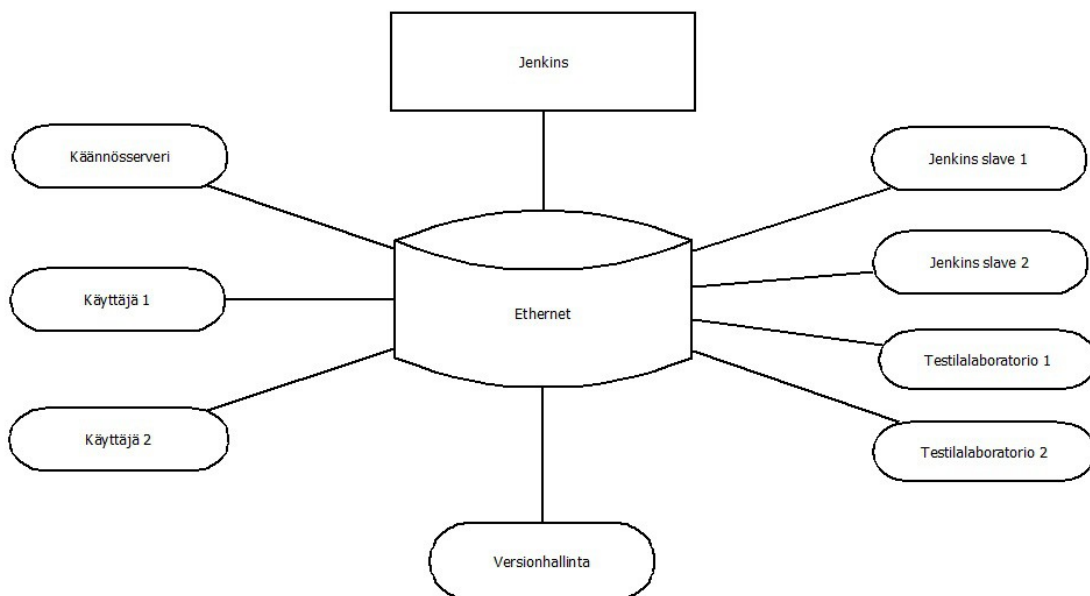 Jenkins
Käännösserveri
Jenkins slave 1
Jenkins slave 2
Käyttäjä 1
Ethernet
Testilalaboratorio 1
Käyttäjä 2
Testilalaboratorio 2
Versionhallinta